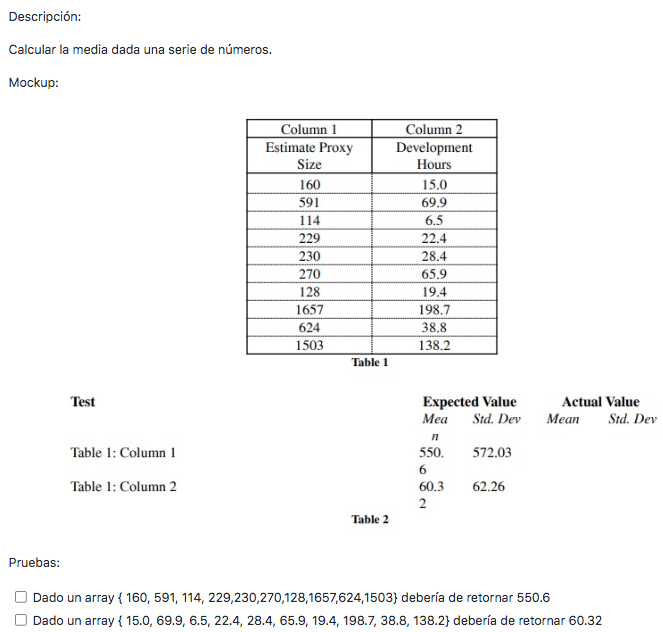 Descripción:
Calcular la media dada una serie de números.
Mockup:
Column 1 Column 2
Estimate Proxy Development
Size Hours
160 15.0
591 69.9
114 6.5
229 22.4
230 28.4
270 65.9
128 19.4
1657 198.7
624 38.8
1503 138.2
Table 1
Test Expected Value Actual Value
Mea Std. Dev Mean Std. Dev
n
Table 1: Column 1 550. 572.03
6
Table 1: Column 2 60.3 62.26
2
Table 2
Pruebas:
Dado un array { 160, 591, 114, 229,230,270,128,1657,624,1503} debería de retornar 550.6
Dado un array { 15.0, 69.9, 6.5, 22.4, 28.4, 65.9, 19.4, 198.7, 38.8, 138.2} debería de retornar 60.32